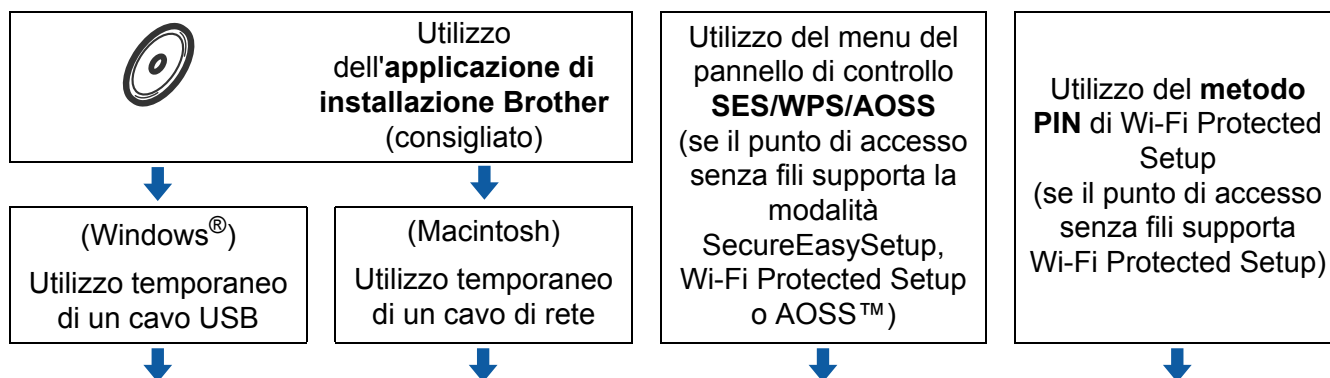 Utilizzo
dell'applicazione di
installazione Brother
(consigliato)
(Windows®)
Utilizzo temporaneo
di un cavo USB
(Macintosh)
Utilizzo temporaneo
di un cavo di rete
Utilizzo del menu del
pannello di controllo
SES/WPS/AOSS
(se il punto di accesso
senza fili supporta la
modalità
SecureEasySetup,
Wi-Fi Protected Setup
o AOSS™)
Utilizzo del metodo
PIN di Wi-Fi Protected
Setup
(se il punto di accesso
senza fili supporta
Wi-Fi Protected Setup)